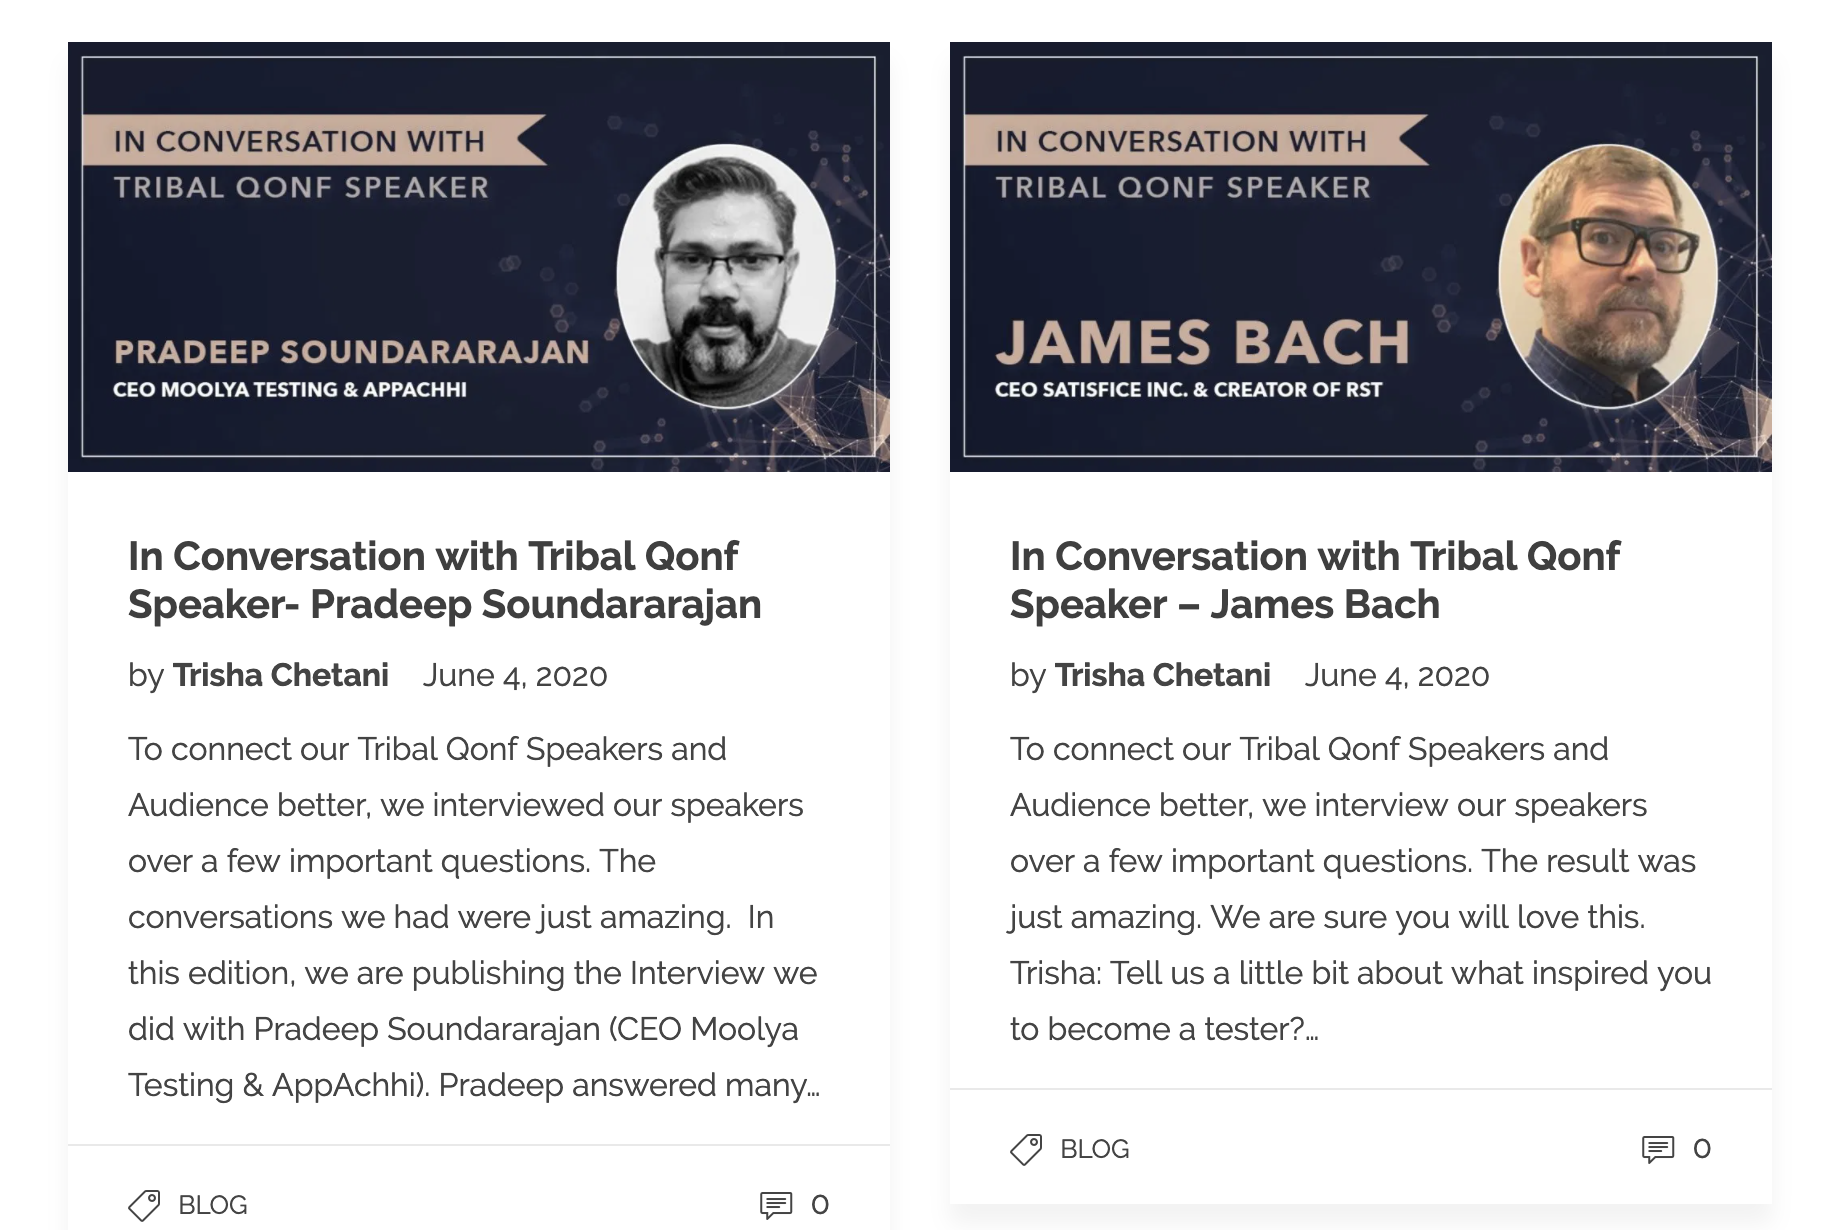 IN CONVERSATION WITH
TRIBAL QONF SPEAKER
PRADEEP SOUNDARARAJAN
CEO MOOLYA TESTING & APPACHHI
In Conversation with Tribal Qonf
Speaker- Pradeep Soundararajan
by Trisha Chetani June 4, 2020
To connect our Tribal Qonf Speakers and
Audience better, we interviewed our speakers
over a few important questions. The
conversations we had were just amazing.  In
this edition, we are publishing the Interview we
did with Pradeep Soundararajan (CEO Moolya
Testing & AppAchhi). Pradeep answered many…
BLOG 0
IN CONVERSATION WITH
TRIBAL QONF SPEAKER
JAMES BACH
CEO SATISFICE INC. & CREATOR OF RST
In Conversation with Tribal Qonf
Speaker – James Bach
by Trisha Chetani June 4, 2020
To connect our Tribal Qonf Speakers and
Audience better, we interview our speakers
over a few important questions. The result was
just amazing. We are sure you will love this.
Trisha: Tell us a little bit about what inspired you
to become a tester?…
BLOG 0